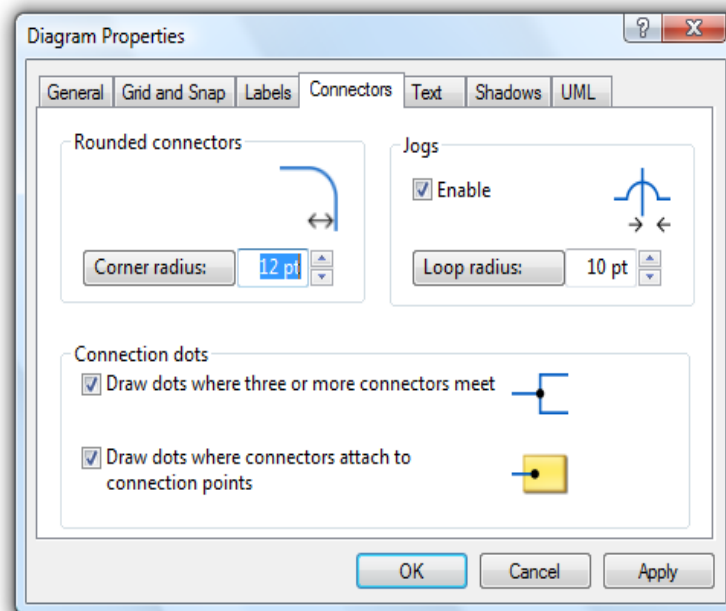 Diagram Properties
?
X
General
Grid and Snap
Labels
Connectors
Text
Shadows
UML
Rounded connectors
Corner radius:
12 pt
Jogs
Enable
Loop radius:
10 pt
Connection dots
Draw dots where three or more connectors meet
Draw dots where connectors attach to
connection points
OK
Cancel
Apply